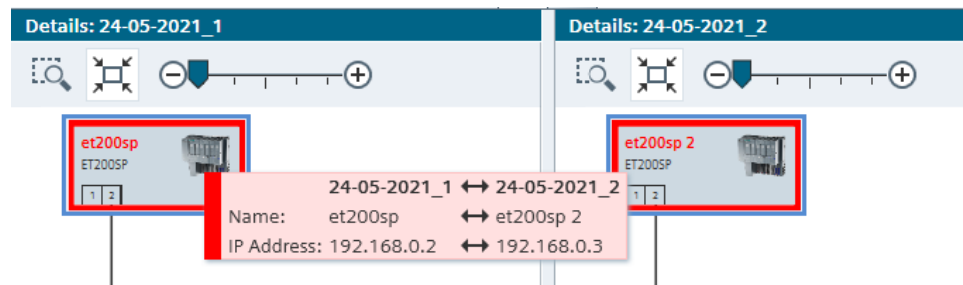 Details: 24-05-2021_1
Details: 24-05-2021_2
et200sp
ET200SP
1 2
et200sp 2
ET200SP
1 2
24-05-2021_1 ↔ 24-05-2021_2
Name: et200sp ↔ et200sp 2
IP Address: 192.168.0.2 ↔ 192.168.0.3